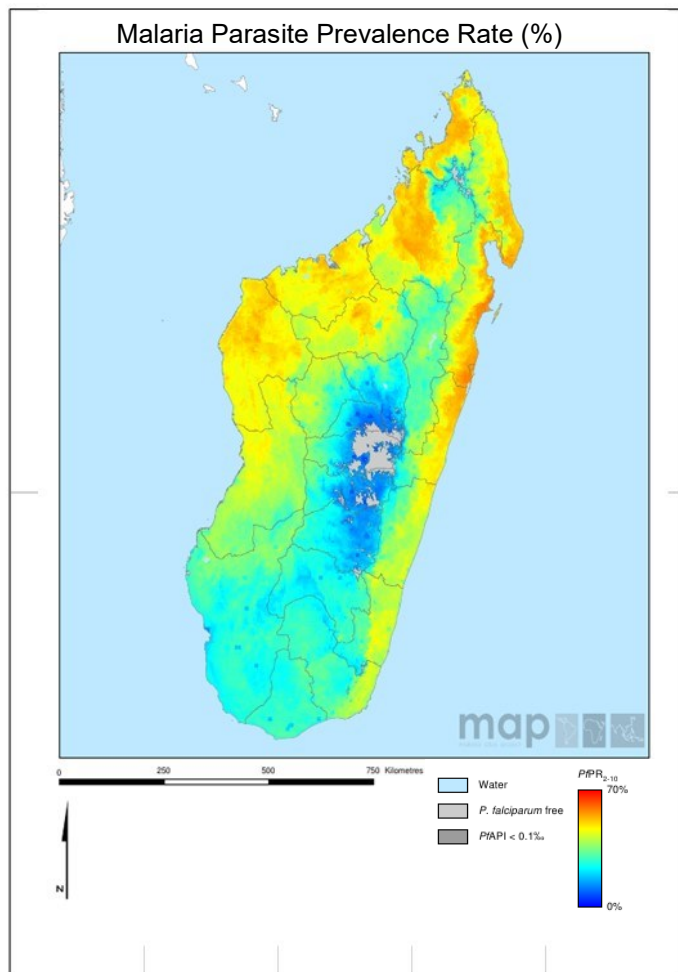 Malaria Parasite Prevalence Rate (%)
map
0 250 500 750 Kilometres
N
Water
P. falciparum free
PfAPI < 0.1‰
PfPR2-10
70%
0%